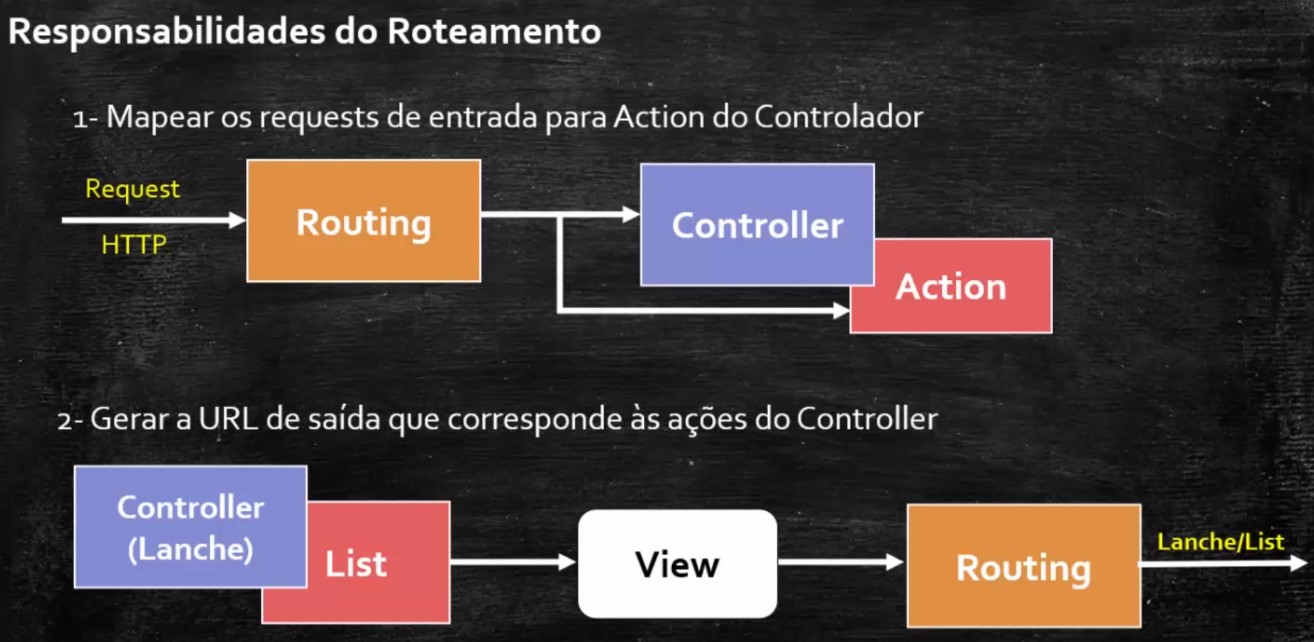 Responsabilidades do Roteamento
1- Mapear os requests de entrada para Action do Controlador
Request
HTTP
Routing
Controller
Action
2- Gerar a URL de saída que corresponde às ações do Controller
Controller
(Lanche)
List
View
Routing
Lanche/List